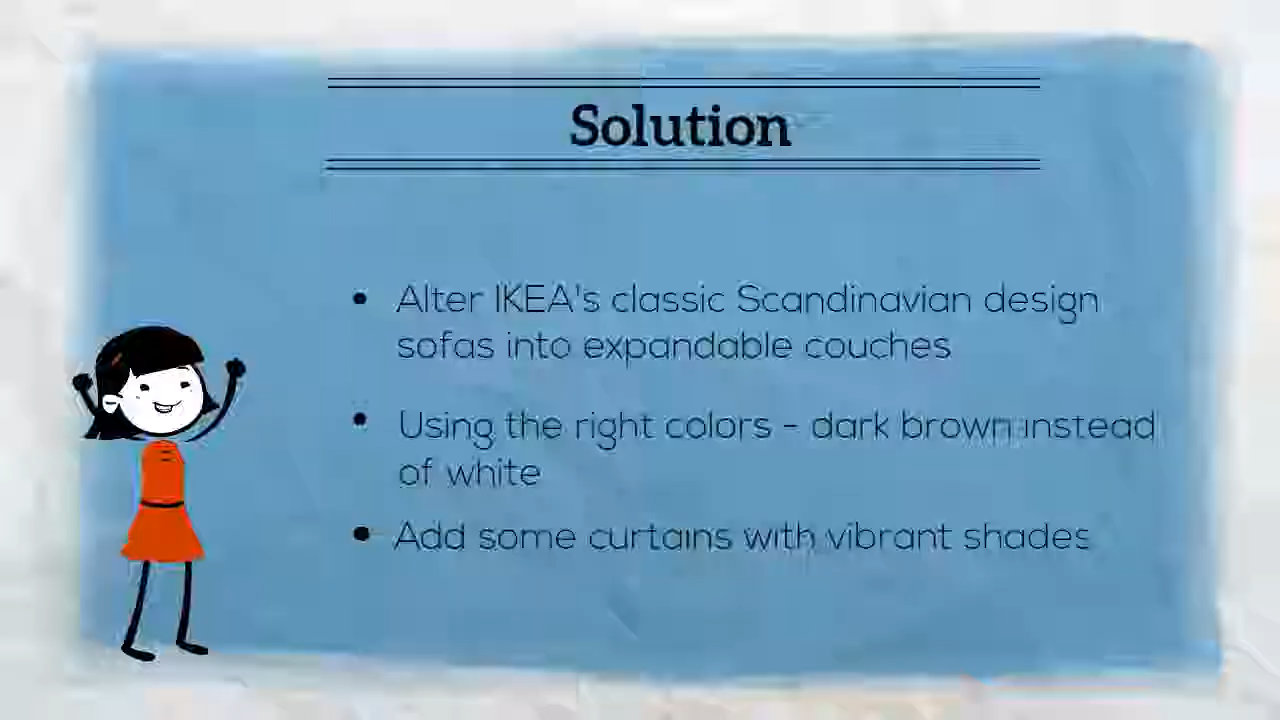 Solution
• Alter IKEA's classic Scandinavian design
sofas into expandable couches
• Using the right colors - dark brown instead
of white
• Add some curtains with vibrant shades